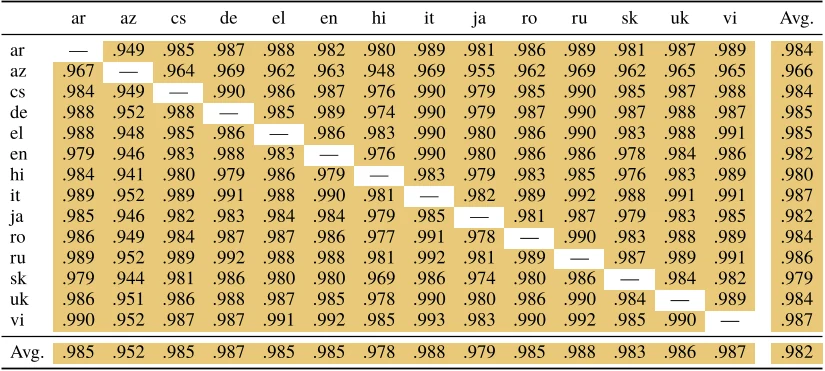 ar az cs de el en hi it ja ro ru sk uk vi Avg.
ar — .949 .985 .987 .988 .982 .980 .989 .981 .986 .989 .981 .987 .989 .984
az .967 — .964 .969 .962 .963 .948 .969 .955 .962 .969 .962 .965 .965 .966
cs .984 .949 — .990 .986 .987 .976 .990 .979 .985 .990 .985 .987 .988 .984
de .988 .952 .988 — .985 .989 .974 .990 .979 .987 .990 .987 .988 .987 .985
el .988 .948 .985 .986 — .986 .983 .990 .980 .986 .990 .983 .988 .991 .985
en .979 .946 .983 .988 .983 — .976 .990 .980 .986 .986 .978 .984 .986 .982
hi .984 .941 .980 .979 .986 .979 — .983 .979 .983 .985 .976 .983 .989 .980
it .989 .952 .989 .991 .988 .990 .981 — .982 .989 .992 .988 .991 .991 .987
ja .985 .946 .982 .983 .984 .984 .979 .985 — .981 .987 .979 .983 .985 .982
ro .986 .949 .984 .987 .987 .986 .977 .991 .978 — .990 .983 .988 .989 .984
ru .989 .952 .989 .992 .988 .988 .981 .992 .981 .989 — .987 .989 .991 .986
sk .979 .944 .981 .986 .980 .980 .969 .986 .974 .980 .986 — .984 .982 .979
uk .986 .951 .986 .988 .987 .985 .978 .990 .980 .986 .990 .984 — .989 .984
vi .990 .952 .987 .987 .991 .992 .985 .993 .983 .990 .992 .985 .990 — .987
Avg. .985 .952 .985 .987 .985 .985 .978 .988 .979 .985 .988 .983 .986 .987 .982